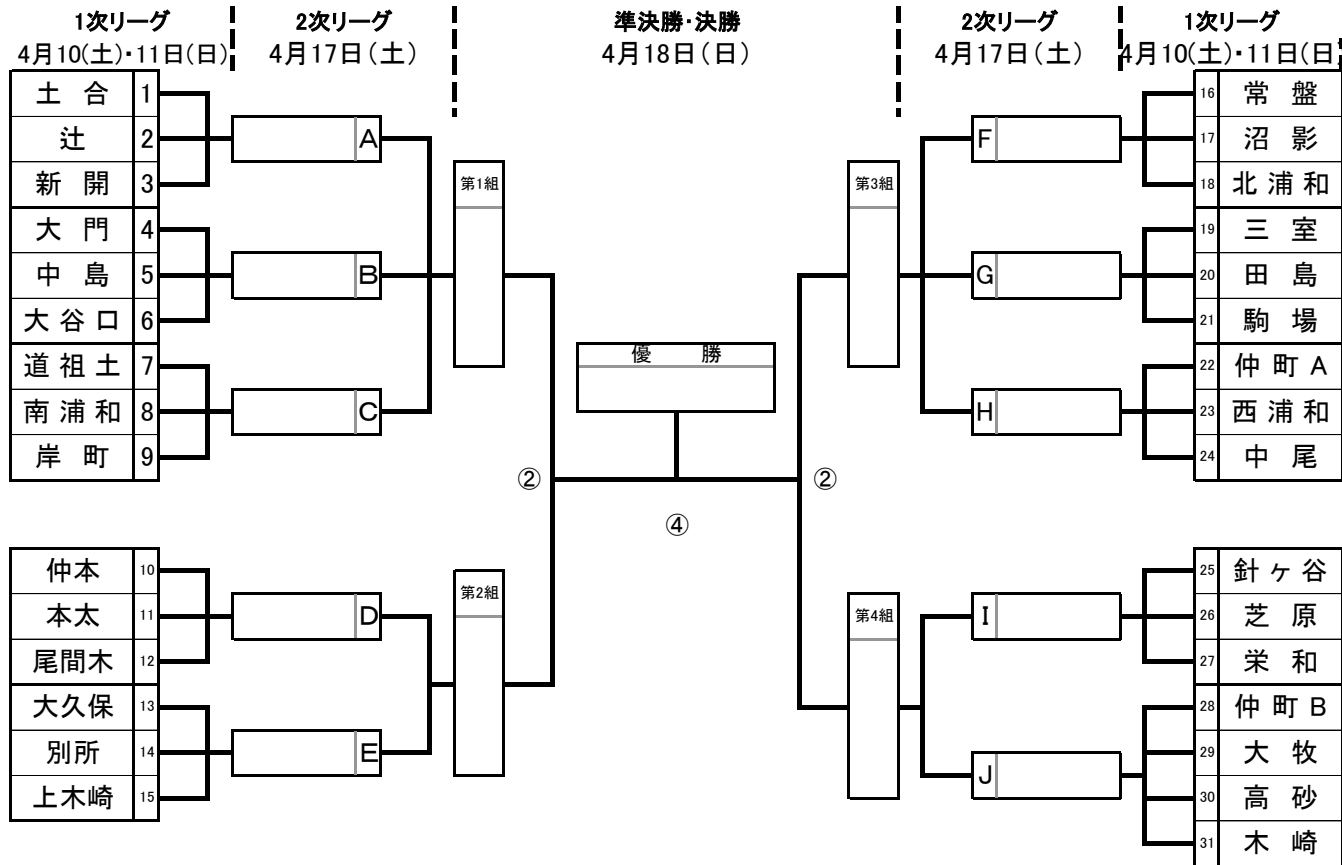 1次リーグ 2次リーグ 準決勝・決勝 2次リーグ 1次リーグ
4月10(土)・11日(日) 4月17日(土) 4月18日(日) 4月17日(土) 4月10(土)・11日(日)
土合 1
辻 2
新開 3
A
大門 4
中島 5
大谷口 6
B
道祖土 7
南浦和 8
岸町 9
C
第1組
仲本 10
本太 11
尾間木 12
D
大久保 13
別所 14
上木崎 15
E
第2組
②
優勝
④
②
第3組
F
16 常盤
17 沼影
18 北浦和
G
19 三室
20 田島
21 駒場
H
22 仲町A
23 西浦和
24 中尾
第4組
I
25 針ヶ谷
26 芝原
27 栄和
J
28 仲町B
29 大牧
30 高砂
31 木崎